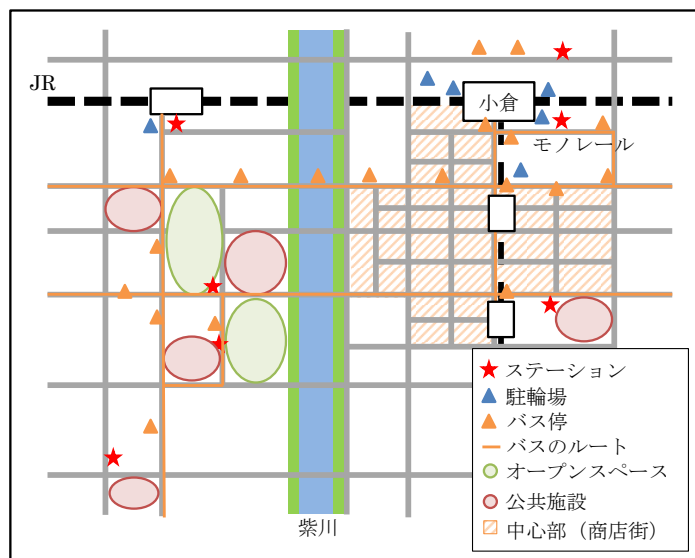 JR
小倉
モノレール
紫川
ステーション
駐輪場
バス停
バスのルート
オープンスペース
公共施設
中心部（商店街）